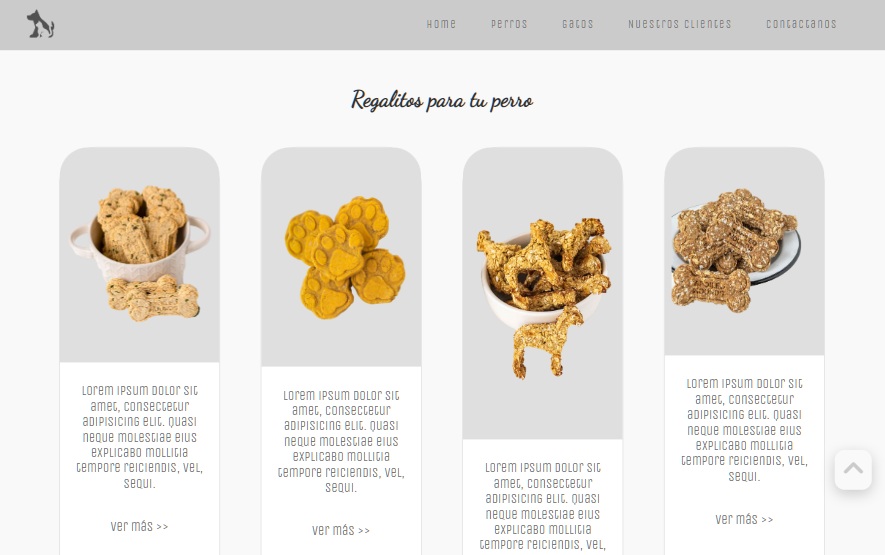 Home Perros Gatos Nuestros Clientes Contactanos
Regalitos para tu perro
Lorem ipsum dolor sit
amet, consectetur
adipisicing elit. Quasi
neque molestiae eius
explicabo mollitia
tempore reiciendis, vel,
sequi.
Ver más >>
Lorem ipsum dolor sit
amet, consectetur
adipisicing elit. Quasi
neque molestiae eius
explicabo mollitia
tempore reiciendis, vel,
sequi.
Ver más >>
Lorem ipsum dolor sit
amet, consectetur
adipisicing elit. Quasi
neque molestiae eius
explicabo mollitia
tempore reiciendis, vel,
Lorem ipsum dolor sit
amet, consectetur
adipisicing elit. Quasi
neque molestiae eius
explicabo mollitia
tempore reiciendis, vel,
sequi.
Ver más >>